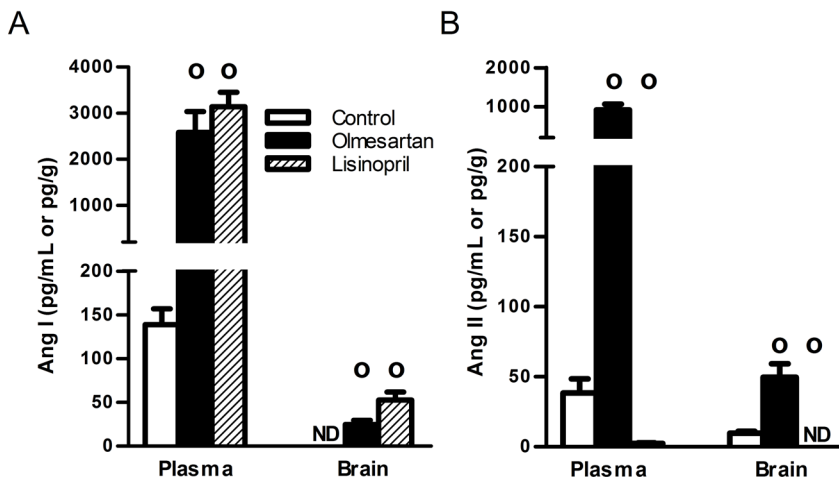 A
Ang I (pg/mL or pg/g)
4000
3000
2000
1000
200
150
100
50
0
O O
Control
Olmesartan
Lisinopril
O O
ND
Plasma Brain
B
Ang II (pg/mL or pg/g)
2000
1000
200
150
100
50
0
O O
O O
ND
Plasma Brain